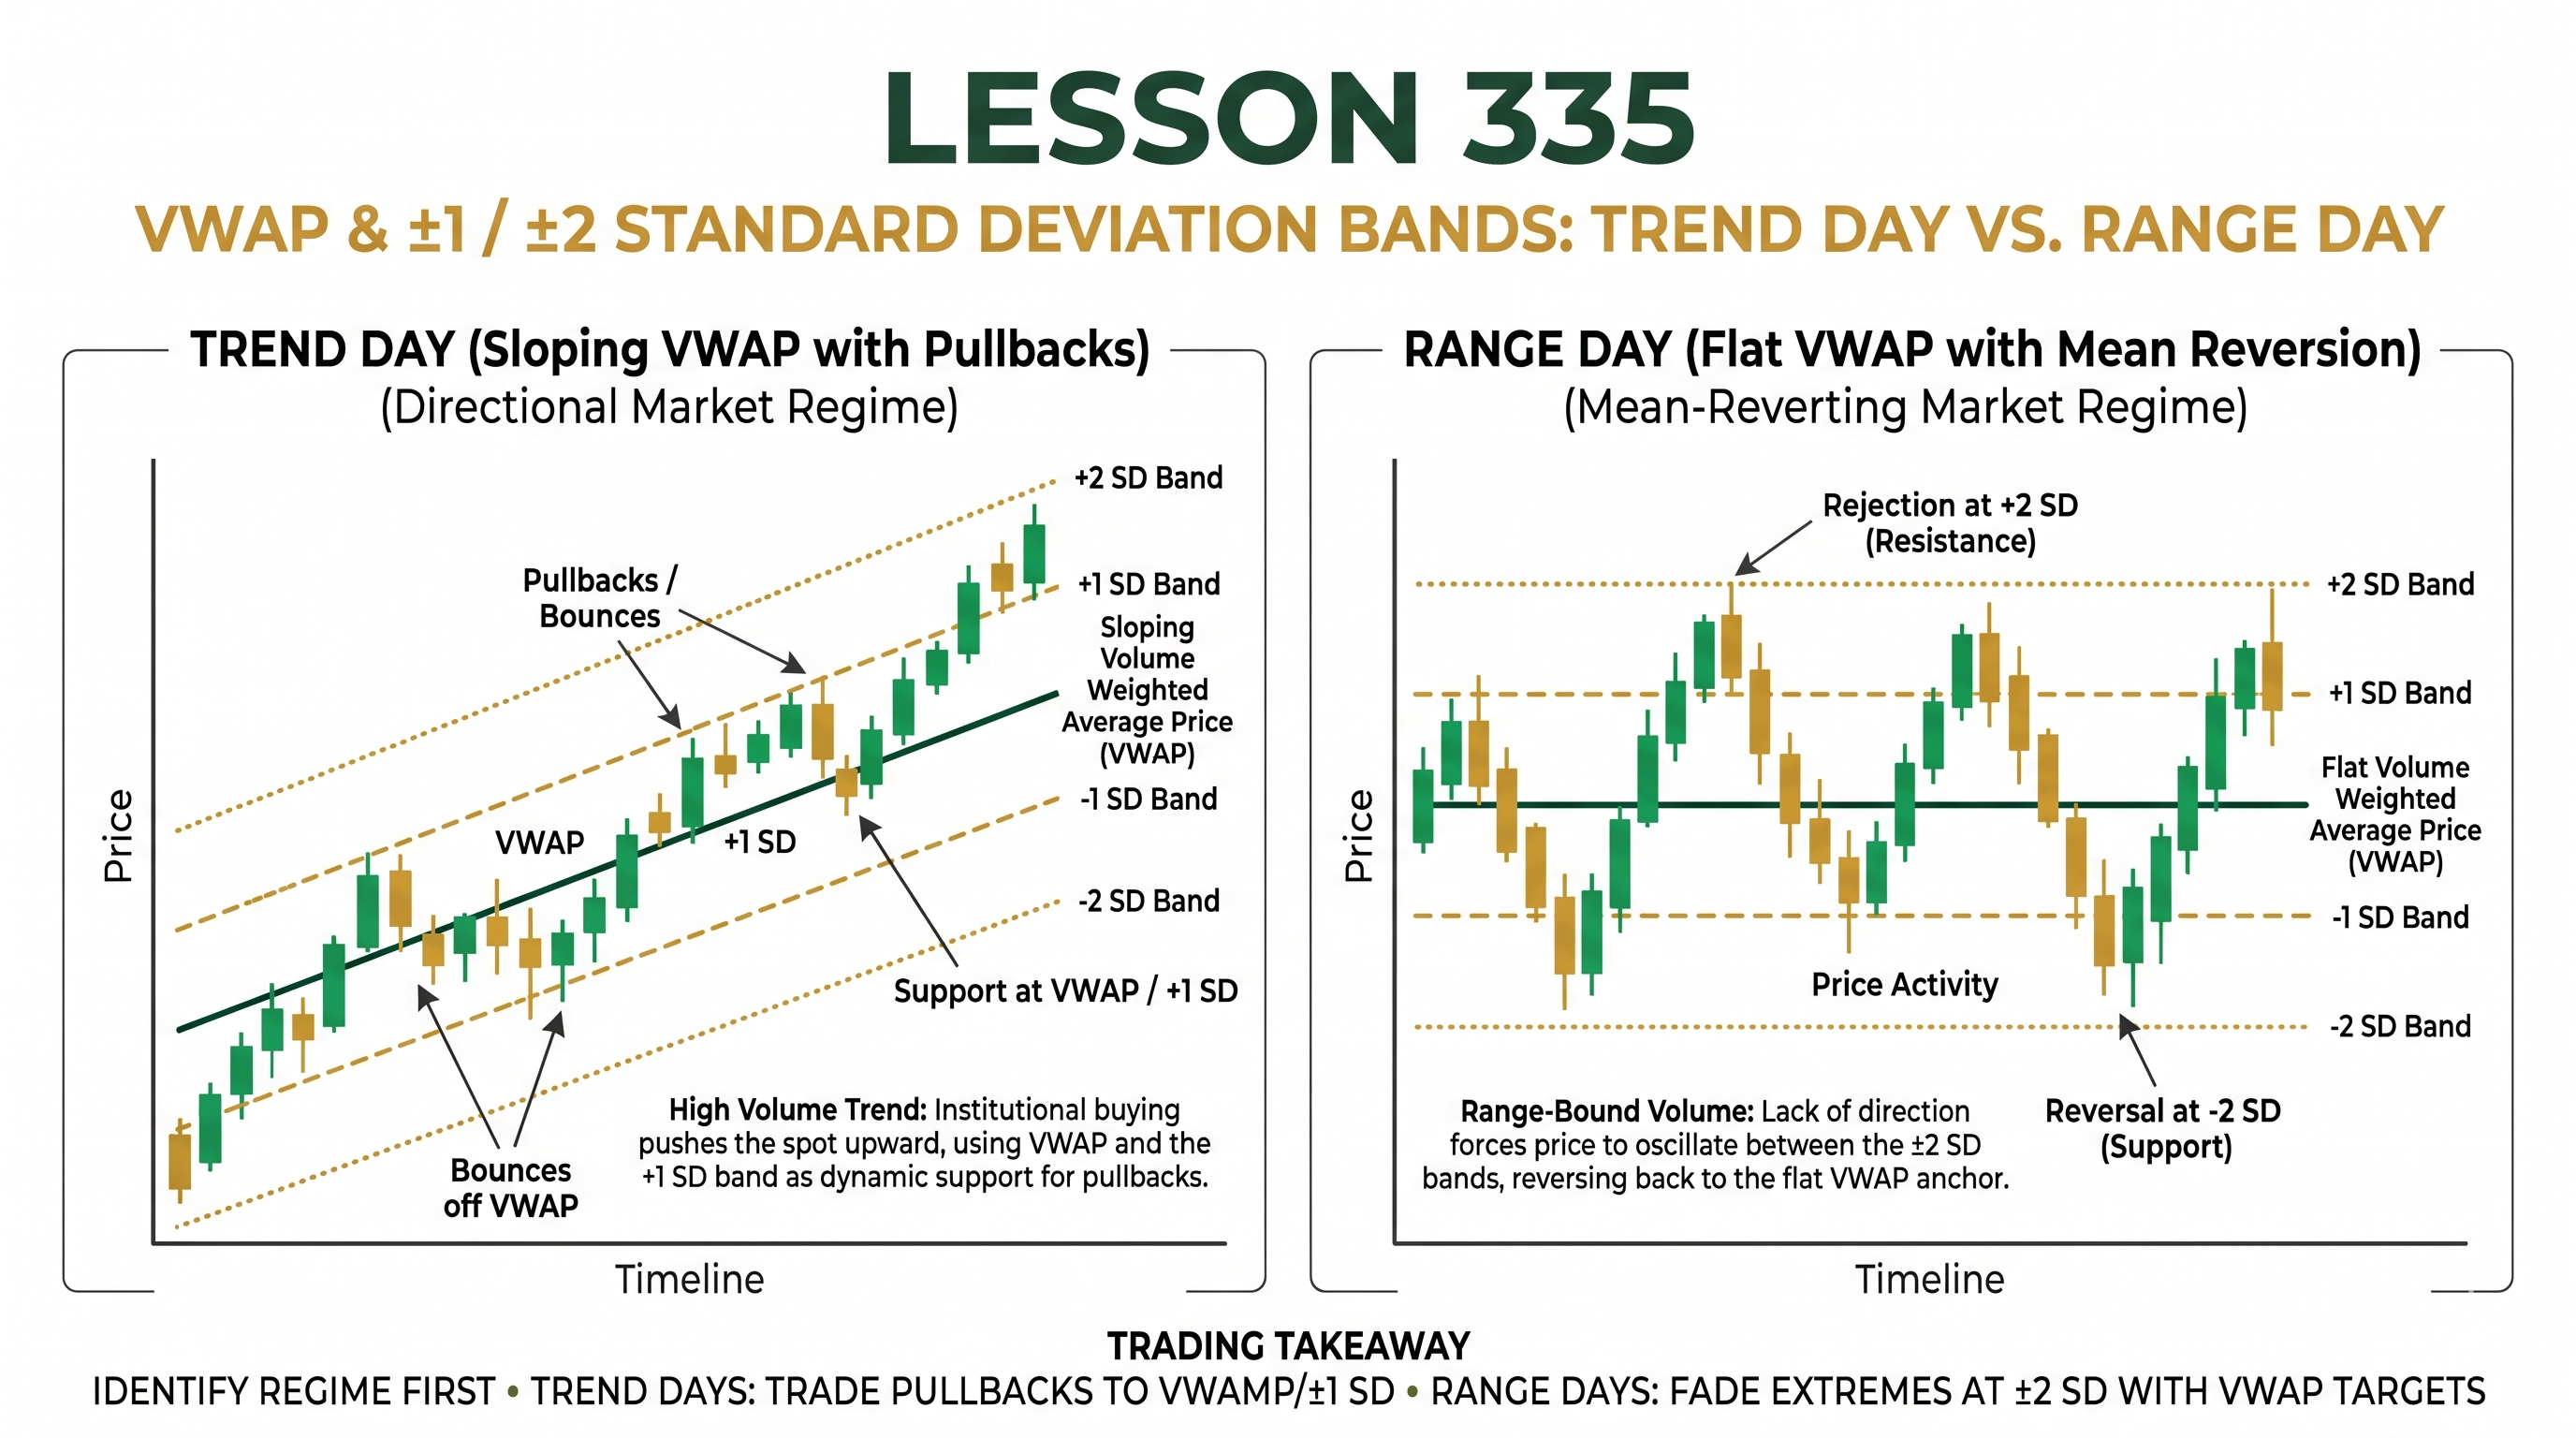 LESSON 335
VWAP & ±1 / ±2 STANDARD DEVIATION BANDS: TREND DAY VS. RANGE DAY
TREND DAY (Sloping VWAP with Pullbacks)
(Directional Market Regime)
+2 SD Band
Pullbacks /
Bounces
+1 SD Band
Sloping
Volume
Weighted
Average Price
(VWAP)
-1 SD Band
VWAP
+1 SD
-2 SD Band
Support at VWAP / +1 SD
Bounces
off VWAP
High Volume Trend: Institutional buying
pushes the spot upward, using VWAP and the
+1 SD band as dynamic support for pullbacks.
Price
Timeline
RANGE DAY (Flat VWAP with Mean Reversion)
(Mean-Reverting Market Regime)
Rejection at +2 SD
(Resistance)
+2 SD Band
+1 SD Band
Flat Volume
Weighted
Average Price
(VWAP)
-1 SD Band
Price Activity
-2 SD Band
Range-Bound Volume: Lack of direction
forces price to oscillate between the ±2 SD
bands, reversing back to the flat VWAP anchor.
Reversal at -2 SD
(Support)
Price
Timeline
TRADING TAKEAWAY
IDENTIFY REGIME FIRST • TREND DAYS: TRADE PULLBACKS TO VWAMP/±1 SD • RANGE DAYS: FADE EXTREMES AT ±2 SD WITH VWAP TARGETS